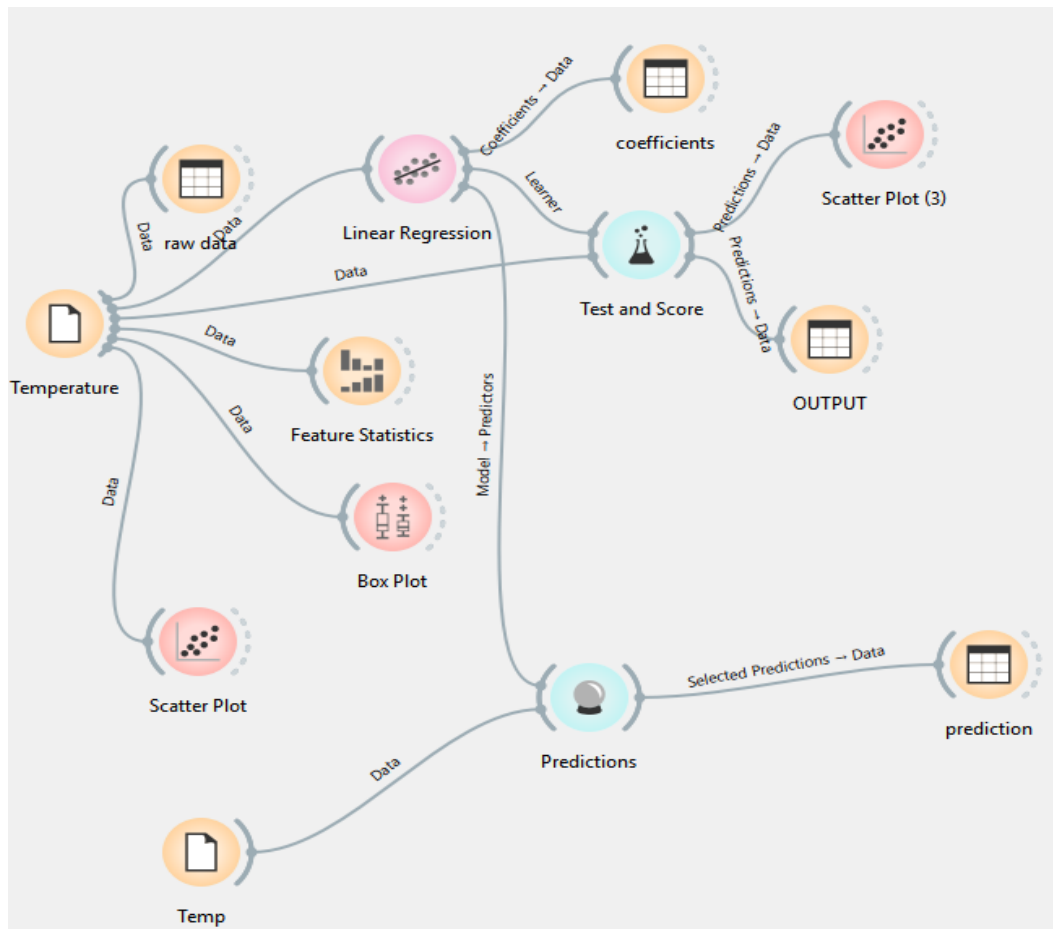 Coefficients → Data
coefficients
Predictions → Data
Scatter Plot (3)
Data
raw data
Data
Linear Regression
Learner
Data
Test and Score
Predictions → Data
OUTPUT
Temperature
Data
Feature Statistics
Data
Box Plot
Model → Predictors
Data
Scatter Plot
Selected Predictions → Data
prediction
Predictions
Data
Temp